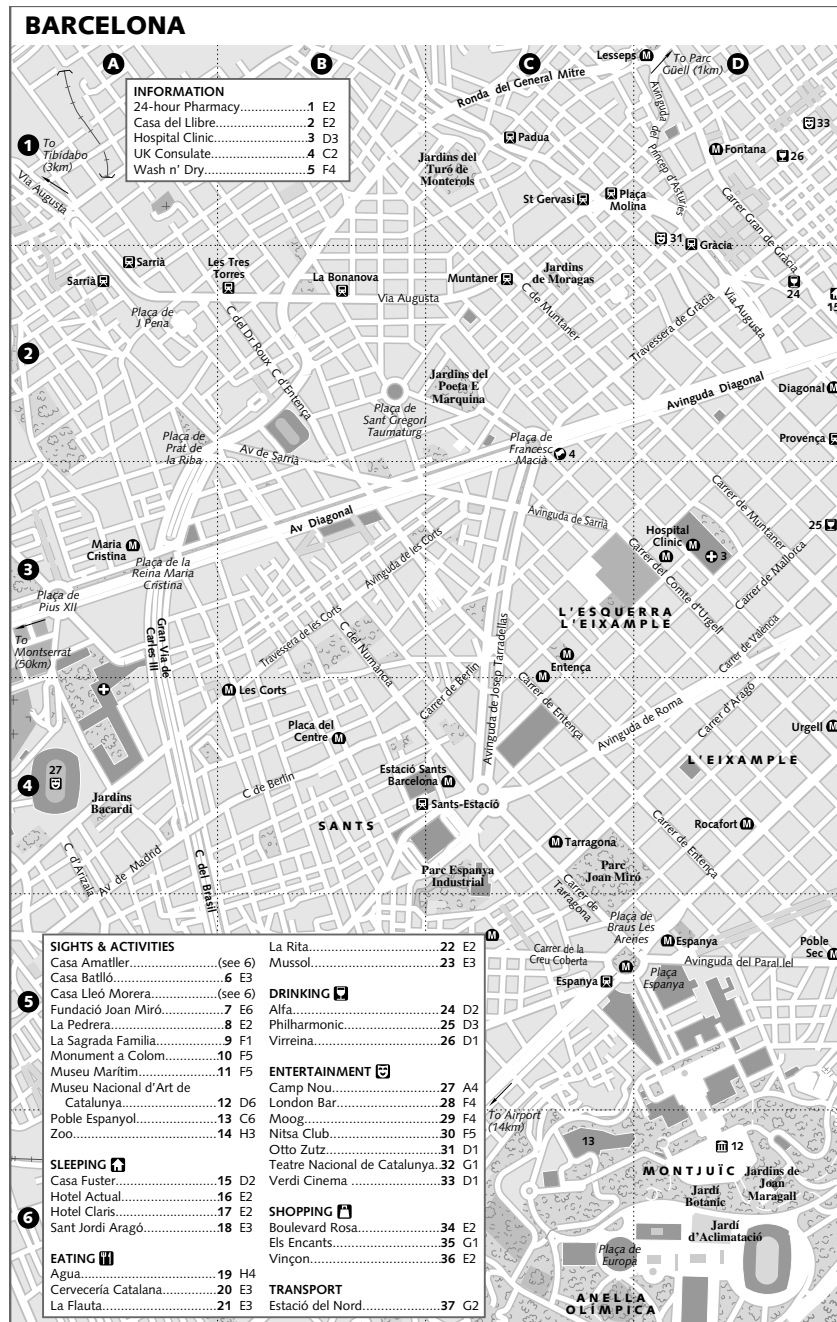 BARCELONA
A
B
C
D
1
2
3
4
5
6
INFORMATION
24-hour Pharmacy 1 E2
Casa del Llibre 2 E2
Hospital Clinic 3 D3
UK Consulate 4 C2
Wash n' Dry 5 F4
Lesseps
To Parc
Güell (1km)
Ronda del General Mitre
Avinguda del Príncep d'Astúries
33
To
Tibidabo
(3km)
Via Augusta
Padua
Fontana
26
Jardins del
Turó de
Monterols
St Gervasi
Plaça
Molina
Carrer Gran de Gràcia
31
Gràcia
Sarrià
Sarrià
Les Tres
Torres
La Bonanova
Via Augusta
Muntaner
Jardins
de Moragas
C de Muntaner
24
15
Plaça de
J Pena
C del Dr Roux
C d'Entença
Travessera de Gràcia
Via Augusta
Jardins del
Poeta E
Marquina
Plaça de
Sant Gregori
Taumaturg
Avinguda Diagonal
Diagonal
Plaça de
Prat de
la Riba
Av de Sarrià
Plaça de
Francesc
Macià
4
Provença
Av Diagonal
Avinguda de Sarrià
Carrer de Muntaner
25
Maria
Cristina
Plaça de la
Reina Maria
Cristina
Avinguda de les Corts
Hospital
Clínic
3
Carrer del Comte d'Urgell
Carrer de Mallorca
Plaça de
Pius XII
L'ESQUERRA
L'EIXAMPLE
To
Montserrat
(50km)
Gran Via de
Carles III
Travessera de les Corts
C del Numància
Avinguda de Josep Tarradellas
Entença
Carrer de València
Les Corts
Carrer de Berlín
Carrer de Entença
Carrer d'Aragó
Placa del
Centre
Avinguda de Roma
Urgell
27
L'EIXAMPLE
C de Berlín
Estació Sants
Barcelona
Sants-Estació
Jardins
Bacardi
SANTS
Rocafort
Tarragona
Carrer de Entença
C d'Arizala
Av de Madrid
C del Brasil
Parc Espanya
Industrial
Parc
Joan Miró
Carrer de
Tarragona
Plaça de
Braus Les
Arenes
Carrer de la
Creu Coberta
Espanya
Poble
Sec
Avinguda del Paral.lel
Plaça
Espanya
Espanya
SIGHTS & ACTIVITIES
Casa Amatller (see 6)
Casa Batlló 6 E3
Casa Lleó Morera (see 6)
Fundació Joan Miró 7 E6
La Pedrera 8 E2
La Sagrada Familia 9 F1
Monument a Colom 10 F5
Museu Marítim 11 F5
Museu Nacional d'Art de
Catalunya 12 D6
Poble Espanyol 13 C6
Zoo 14 H3
SLEEPING
Casa Fuster 15 D2
Hotel Actual 16 E2
Hotel Claris 17 E2
Sant Jordi Aragó 18 E3
EATING
Agua 19 H4
Cervecería Catalana 20 E3
La Flauta 21 E3
La Rita 22 E2
Mussol 23 E3
DRINKING
Alfa 24 D2
Philharmonic 25 D3
Virreina 26 D1
ENTERTAINMENT
Camp Nou 27 A4
London Bar 28 F4
Moog 29 F4
Nitsa Club 30 F5
Otto Zutz 31 D1
Teatre Nacional de Catalunya 32 G1
Verdi Cinema 33 D1
SHOPPING
Boulevard Rosa 34 E2
Els Encants 35 G1
Vinçon 36 E2
TRANSPORT
Estació del Nord 37 G2
To Airport
(14km)
13
12
MONTJUÏC
Jardins de
Joan
Maragall
Jardí
Botànic
Jardí
d'Aclimatació
Plaça de
Europa
ANELLA
OLÍMPICA